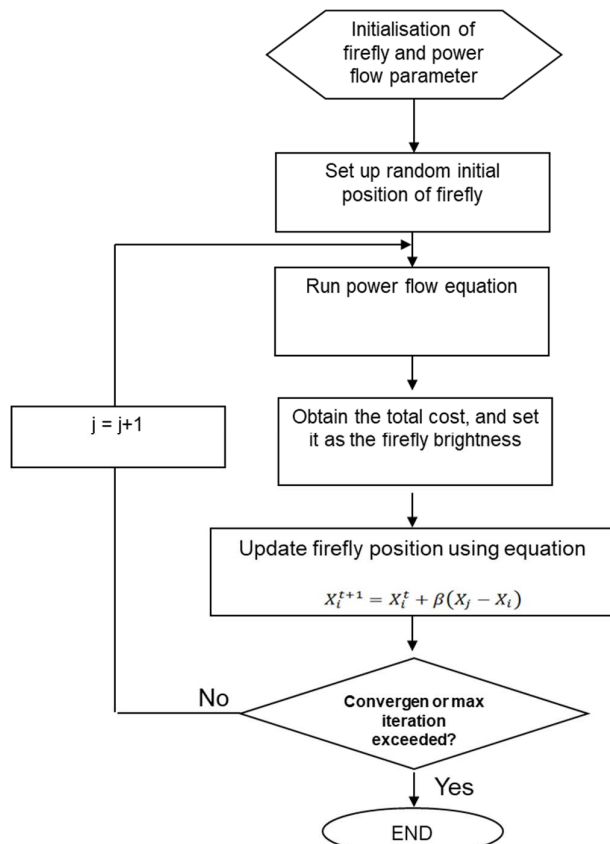 Initialisation of
firefly and power
flow parameter
Set up random initial
position of firefly
Run power flow equation
j = j+1
Obtain the total cost, and set
it as the firefly brightness
Update firefly position using equation
X_i^{t+1} = X_i^t + β(X_j − X_i)
No
Convergen or max
iteration
exceeded?
Yes
END